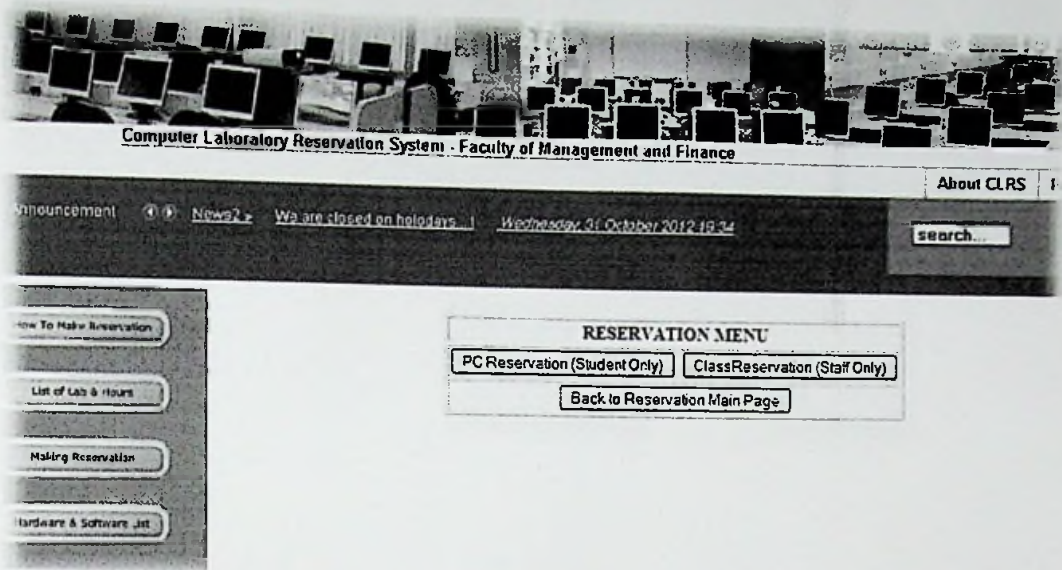 Computer Laboratory Reservation System - Faculty of Management and Finance
About CLRS
Announcement News2 > We are closed on holodays...! Wednesday, 31 October 2012 19:34
search...
How To Make Reservation
List of Lab & Hours
Making Reservation
Hardware & Software List
RESERVATION MENU
PC Reservation (Student Only) ClassReservation (Staff Only)
Back to Reservation Main Page